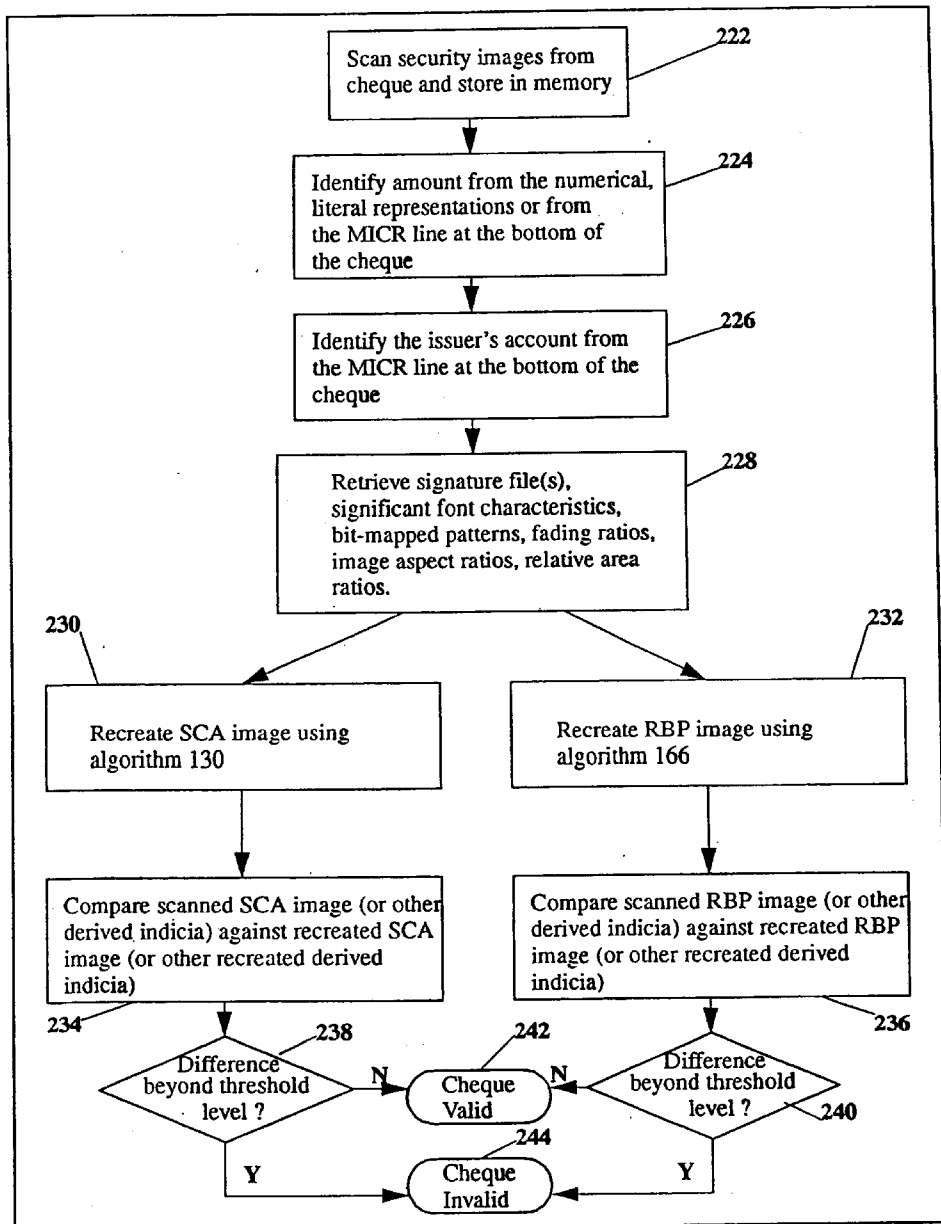 222
Scan security images from
cheque and store in memory
224
Identify amount from the numerical,
literal representations or from
the MICR line at the bottom of
the cheque
226
Identify the issuer's account from
the MICR line at the bottom of the
cheque
228
Retrieve signature file(s),
significant font characteristics,
bit-mapped patterns, fading ratios,
image aspect ratios, relative area
ratios.
230
Recreate SCA image using
algorithm 130
232
Recreate RBP image using
algorithm 166
Compare scanned SCA image (or other
derived indicia) against recreated SCA
image (or other recreated derived
indicia)
234
Compare scanned RBP image (or other
derived indicia) against recreated RBP
image (or other recreated derived
indicia)
236
238
Difference
beyond threshold
level ?
N
Y
242
Cheque
Valid
N
Difference
beyond threshold
level ?
240
Y
244
Cheque
Invalid